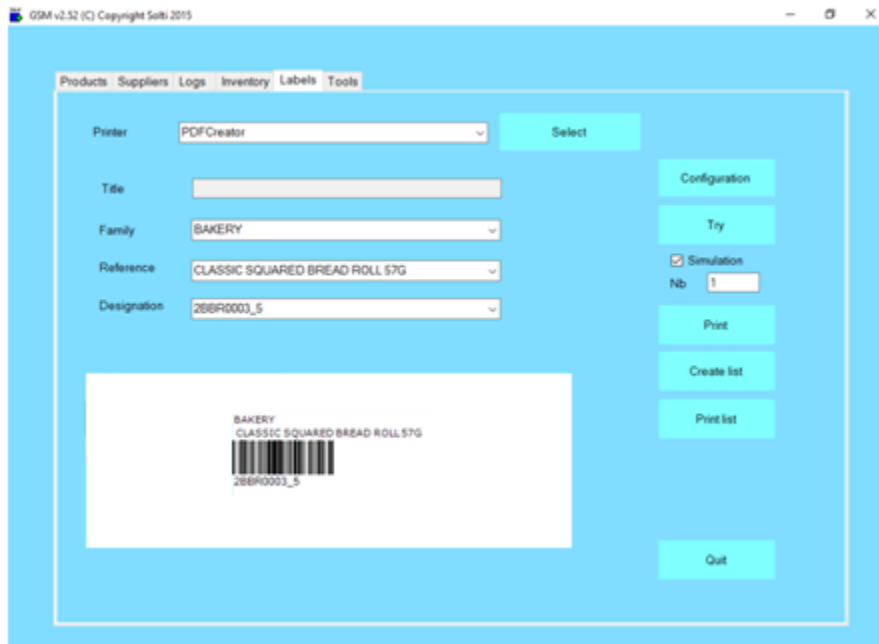 GSM v2.52 (C) Copyright Solti 2015
Products Suppliers Logs Inventory Labels Tools
Printer PDFCreator Select
Configuration
Title
Try
Family BAKERY
Simulation
Reference CLASSIC SQUARED BREAD ROLL 57G
Nb 1
Designation 2BBR0003_5
Print
Create list
Print list
BAKERY
CLASSIC SQUARED BREAD ROLL 57G
2BBR0003_5
Quit